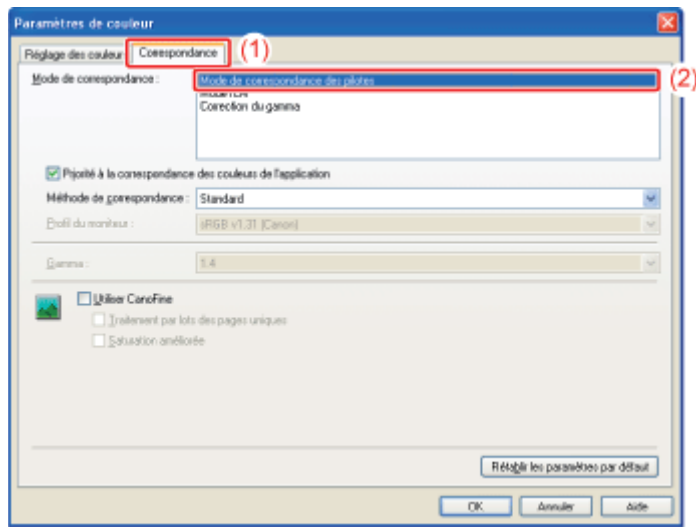 Paramètres de couleur
Réglage des couleur Correspondance (1)
Mode de correspondance : Mode de correspondance des pilotes (2)
Correction du gamma
Priorité à la correspondance des couleurs de l'application
Méthode de correspondance : Standard
Profil du moniteur : sRGB v1.31 (Canon)
Gamma : 1.4
Utiliser CanoFine
Traitement par lots des pages uniques
Saturation améliorée
Rétablir les paramètres par défaut
OK Annuler Aide